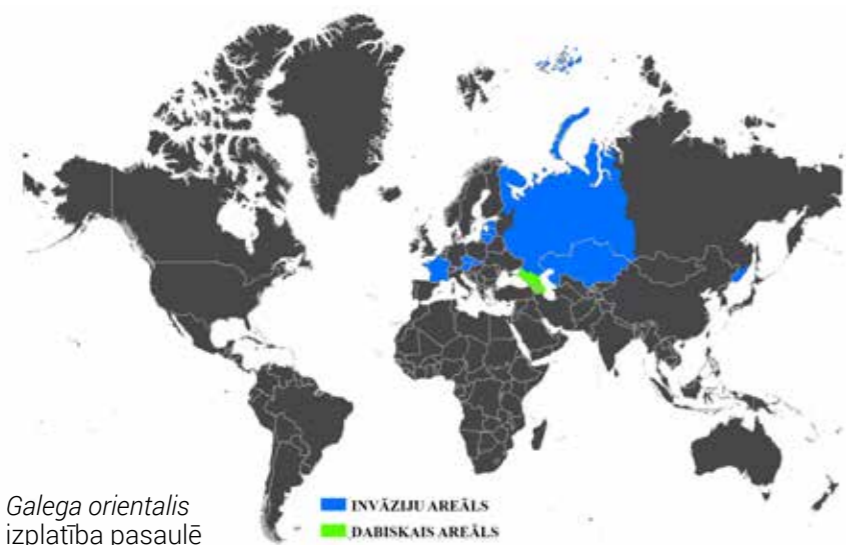 Galega orientalis
izplatība pasaulē
INVĀZIJU AREĀLS
DABISKAIS AREĀLS